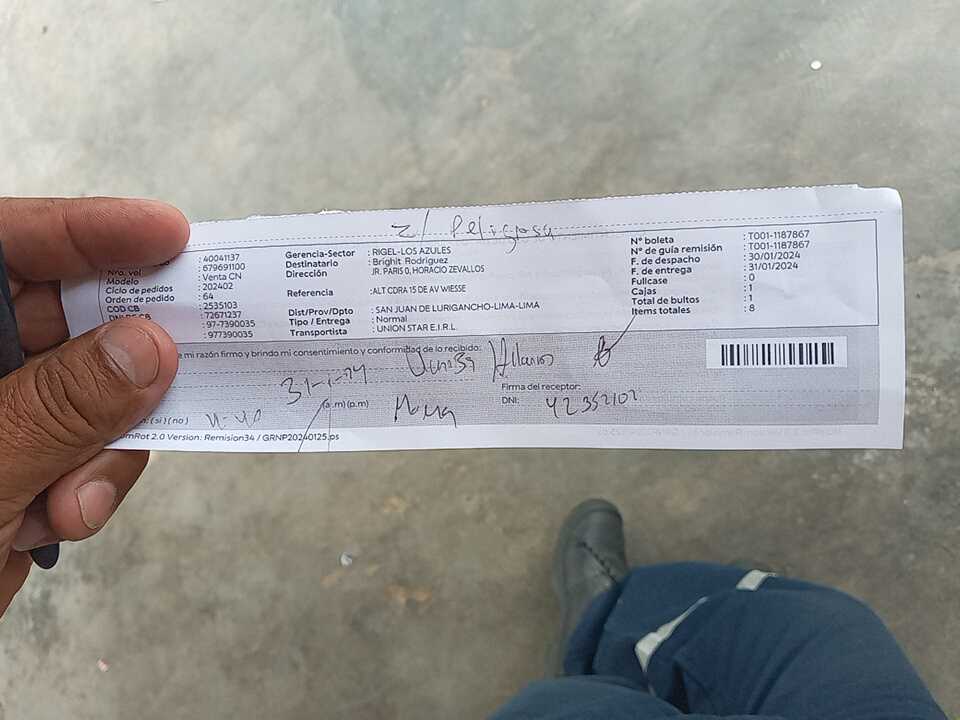 z/ Peligrosa
: 40041137
: 679691100
Nro. vol : Venta CN
Modelo : 202402
Ciclo de pedidos : 64
Orden de pedido : 2535103
COD CB : 72671237
: 97-7390035
: 977390035
Gerencia-Sector : RIGEL-LOS AZULES
Destinatario : Brighit Rodriguez
Dirección JR. PARIS 0, HORACIO ZEVALLOS
Referencia : ALT CDRA 15 DE AV WIESSE
Dist/Prov/Dpto : SAN JUAN DE LURIGANCHO-LIMA-LIMA
Tipo / Entrega : Normal
Transportista : UNION STAR E.I.R.L.
N° boleta : T001-1187867
N° de guía remisión : T001-1187867
F. de despacho : 30/01/2024
F. de entrega : 31/01/2024
Fullcase : 0
Cajas : 1
Total de bultos : 1
Items totales : 8
e mi razón firmo y brindo mi consentimiento y conformidad de lo recibido:
31-1-24
(a.m)(p.m)
Firma del receptor:
DNI: 42352102
: (si) (no)
mRot 2.0 Version: Remision34 / GRNP20240125.ps